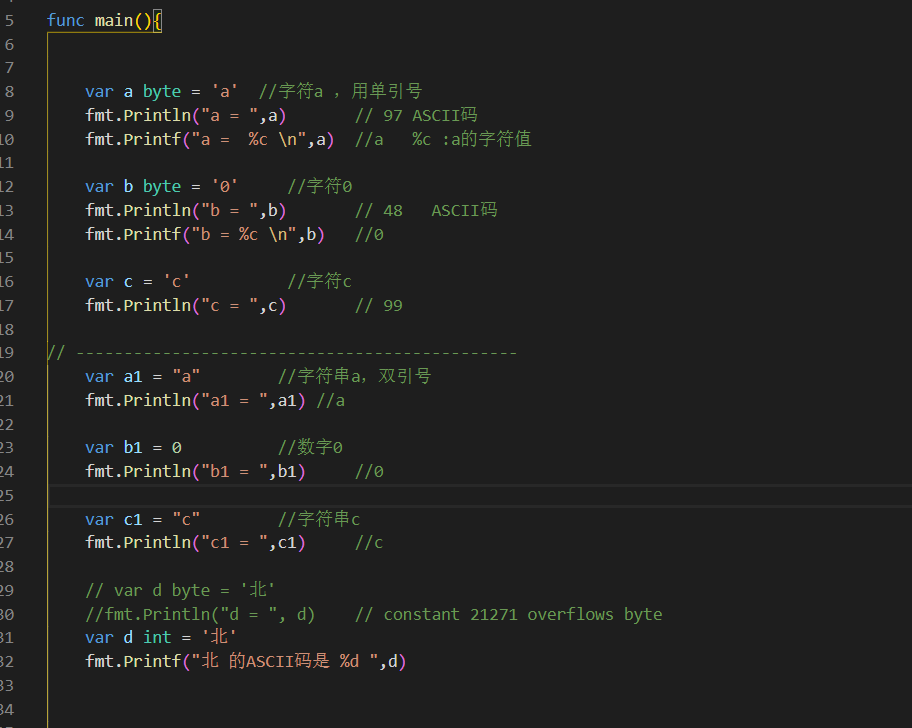 5 func main(){
6
7
8 var a byte = 'a' //字符a ，用单引号
9 fmt.Println("a = ",a) // 97 ASCII码
10 fmt.Printf("a = %c \n",a) //a %c :a的字符值
11
12 var b byte = '0' //字符0
13 fmt.Println("b = ",b) // 48 ASCII码
14 fmt.Printf("b = %c \n",b) //0
15
16 var c = 'c' //字符c
17 fmt.Println("c = ",c) // 99
18
19 // ----------------------------------------------
20 var a1 = "a" //字符串a，双引号
21 fmt.Println("a1 = ",a1) //a
22
23 var b1 = 0 //数字0
24 fmt.Println("b1 = ",b1) //0
25
26 var c1 = "c" //字符串c
27 fmt.Println("c1 = ",c1) //c
28
29 // var d byte = '北'
30 //fmt.Println("d = ", d) // constant 21271 overflows byte
31 var d int = '北'
32 fmt.Printf("北 的ASCII码是 %d ",d)
33
34